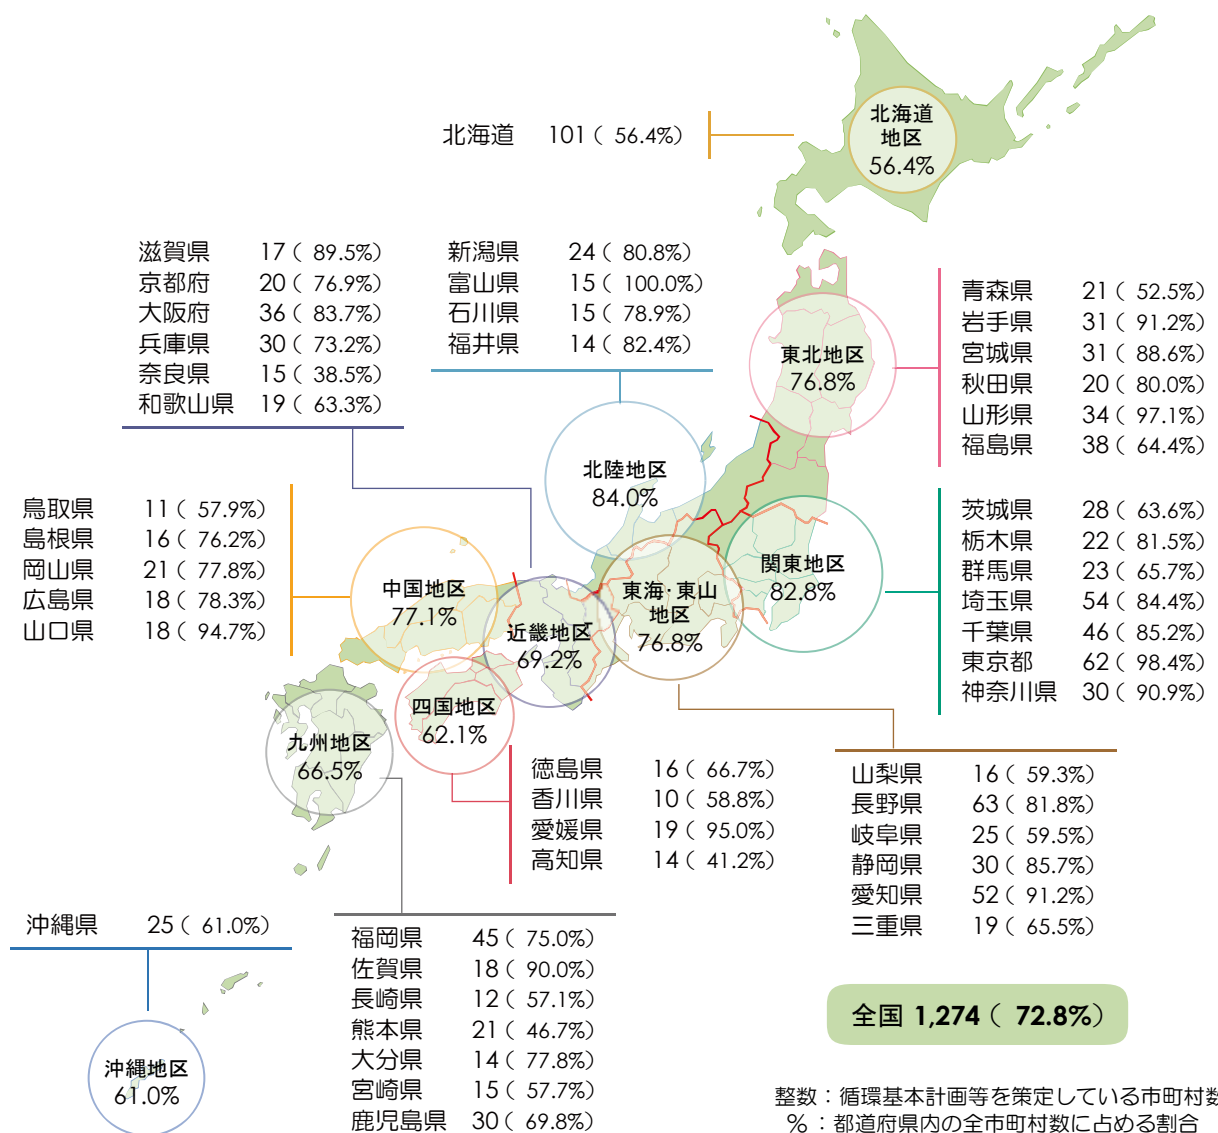 北海道 101 ( 56.4%)
北海道
地区
56.4%
滋賀県 17 ( 89.5%)
京都府 20 ( 76.9%)
大阪府 36 ( 83.7%)
兵庫県 30 ( 73.2%)
奈良県 15 ( 38.5%)
和歌山県 19 ( 63.3%)
新潟県 24 ( 80.8%)
富山県 15 ( 100.0%)
石川県 15 ( 78.9%)
福井県 14 ( 82.4%)
東北地区
76.8%
青森県 21 ( 52.5%)
岩手県 31 ( 91.2%)
宮城県 31 ( 88.6%)
秋田県 20 ( 80.0%)
山形県 34 ( 97.1%)
福島県 38 ( 64.4%)
北陸地区
84.0%
鳥取県 11 ( 57.9%)
島根県 16 ( 76.2%)
岡山県 21 ( 77.8%)
広島県 18 ( 78.3%)
山口県 18 ( 94.7%)
中国地区
77.1%
近畿地区
69.2%
東海・東山
地区
76.8%
関東地区
82.8%
茨城県 28 ( 63.6%)
栃木県 22 ( 81.5%)
群馬県 23 ( 65.7%)
埼玉県 54 ( 84.4%)
千葉県 46 ( 85.2%)
東京都 62 ( 98.4%)
神奈川県 30 ( 90.9%)
四国地区
62.1%
九州地区
66.5%
徳島県 16 ( 66.7%)
香川県 10 ( 58.8%)
愛媛県 19 ( 95.0%)
高知県 14 ( 41.2%)
山梨県 16 ( 59.3%)
長野県 63 ( 81.8%)
岐阜県 25 ( 59.5%)
静岡県 30 ( 85.7%)
愛知県 52 ( 91.2%)
三重県 19 ( 65.5%)
沖縄県 25 ( 61.0%)
沖縄地区
61.0%
福岡県 45 ( 75.0%)
佐賀県 18 ( 90.0%)
長崎県 12 ( 57.1%)
熊本県 21 ( 46.7%)
大分県 14 ( 77.8%)
宮崎県 15 ( 57.7%)
鹿児島県 30 ( 69.8%)
全国 1,274 ( 72.8%)
整数：循環基本計画等を策定している市町村数
%：都道府県内の全市町村数に占める割合